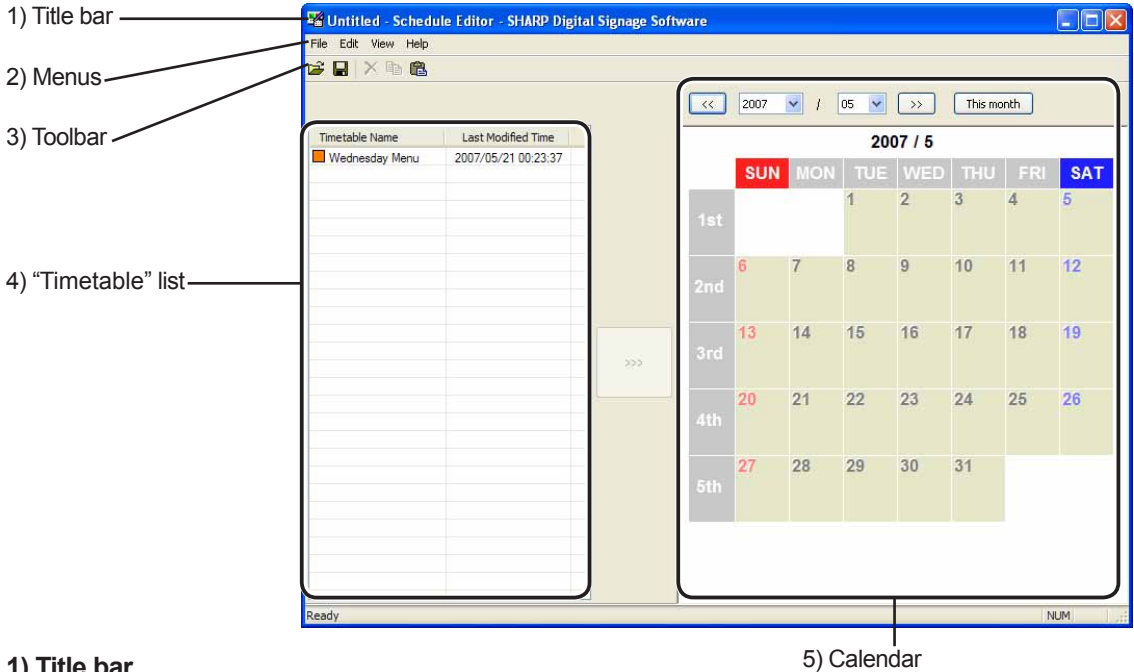 1) Title bar
Untitled - Schedule Editor - SHARP Digital Signage Software
File Edit View Help
2) Menus
3) Toolbar
<< 2007 / 05 >> This month
Timetable Name Last Modified Time
Wednesday Menu 2007/05/21 00:23:37
2007 / 5
SUN MON TUE WED THU FRI SAT
1st 1 2 3 4 5
4) “Timetable” list
2nd 6 7 8 9 10 11 12
3rd 13 14 15 16 17 18 19
>>>
4th 20 21 22 23 24 25 26
5th 27 28 29 30 31
Ready NUM
5) Calendar
1) Title bar